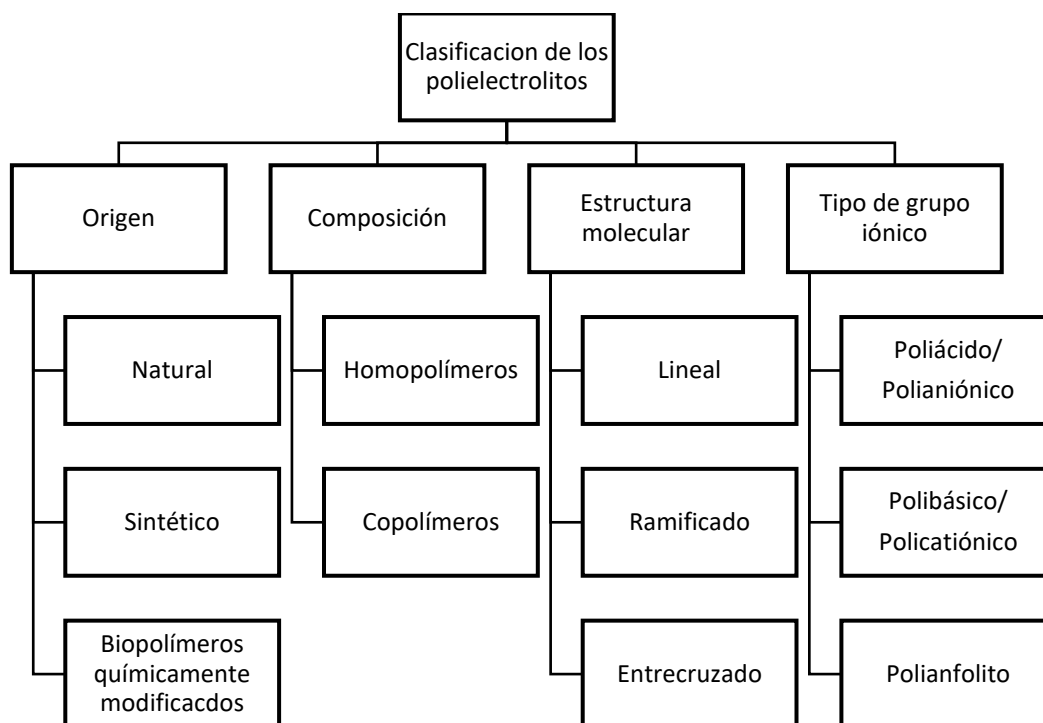 Clasificacion de los
polielectrolitos
Origen
Composición
Estructura
molecular
Tipo de grupo
iónico
Natural
Homopolímeros
Lineal
Poliácido/
Polianiónico
Sintético
Copolímeros
Ramificado
Polibásico/
Policatiónico
Biopolímeros
químicamente
modificacdos
Entrecruzado
Polianfolito